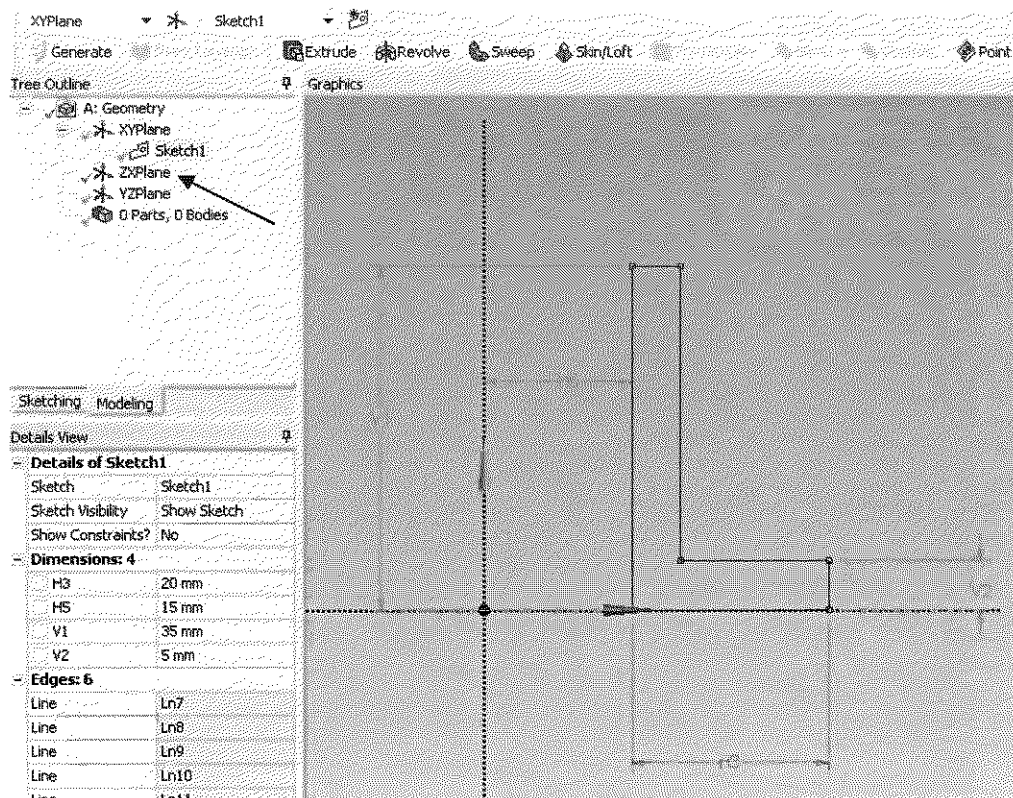 XYPlane Sketch1
Generate Extrude Revolve Sweep Skin/Loft Point
Tree Outline
Graphics
A: Geometry
XYPlane
Sketch1
ZXPlane
YZPlane
0 Parts, 0 Bodies
Sketching Modeling
Details View
Details of Sketch1
Sketch Sketch1
Sketch Visibility Show Sketch
Show Constraints? No
Dimensions: 4
H3 20 mm
H5 15 mm
V1 35 mm
V2 5 mm
Edges: 6
Line Ln7
Line Ln8
Line Ln9
Line Ln10
Line Ln11
V2